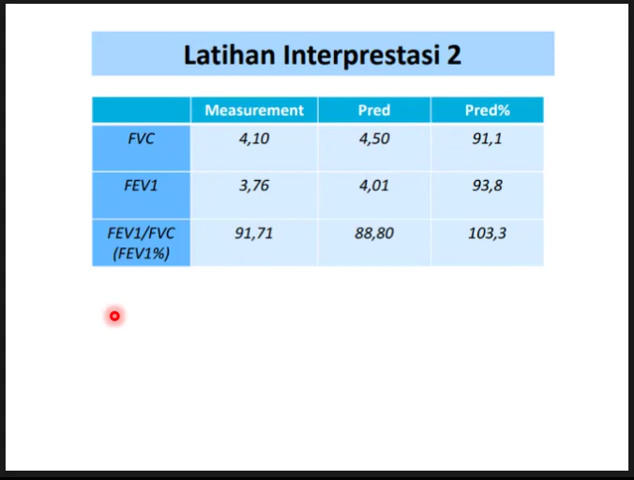 Latihan Interprestasi 2
Measurement Pred Pred%
FVC 4,10 4,50 91,1
FEV1 3,76 4,01 93,8
FEV1/FVC 91,71 88,80 103,3
(FEV1%)